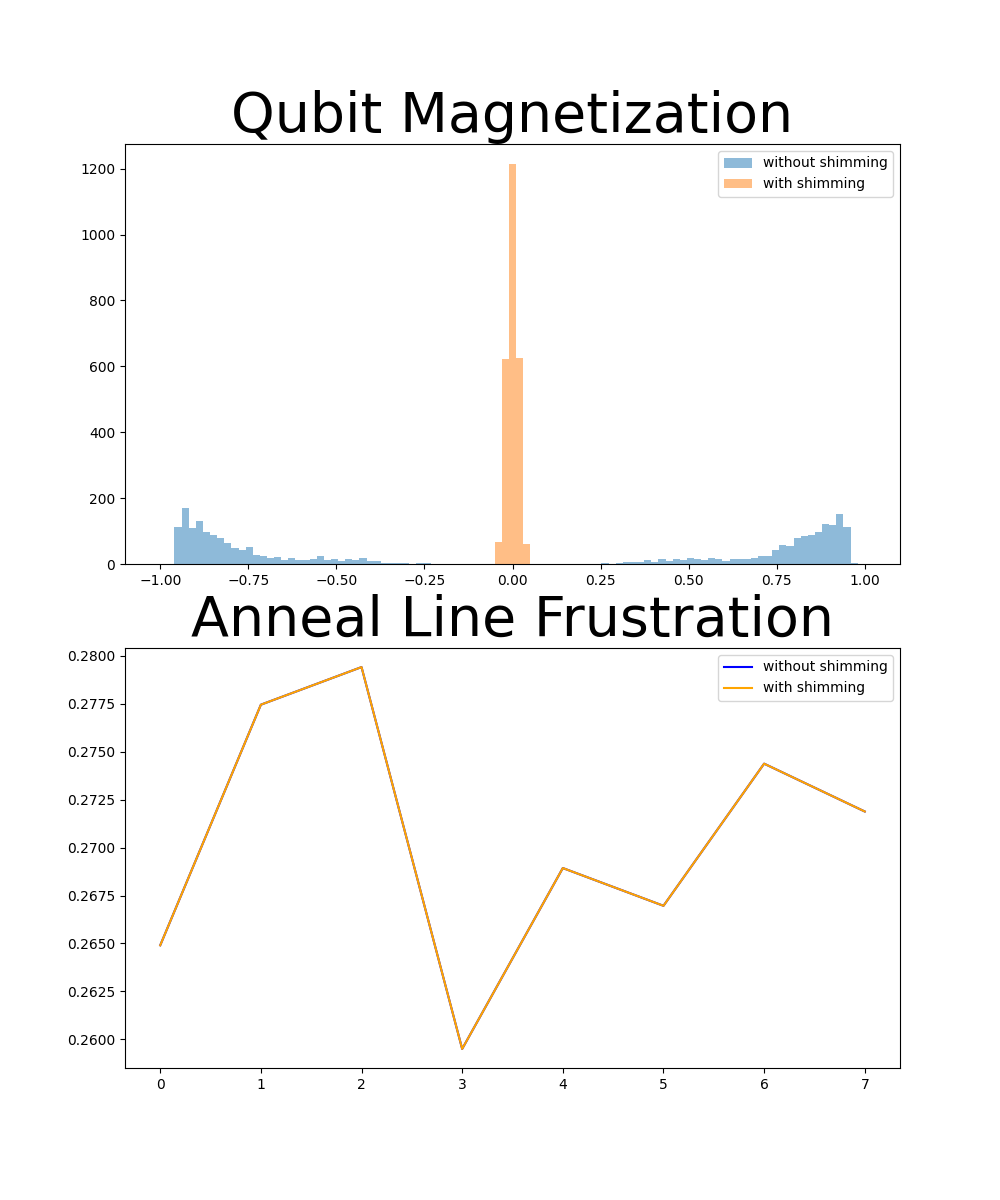 Qubit Magnetization
without shimming
with shimming
1200
1000
800
600
400
200
0
−1.00 −0.75 −0.50 −0.25 0.00 0.25 0.50 0.75 1.00
Anneal Line Frustration
without shimming
with shimming
0.2800
0.2775
0.2750
0.2725
0.2700
0.2675
0.2650
0.2625
0.2600
0 1 2 3 4 5 6 7